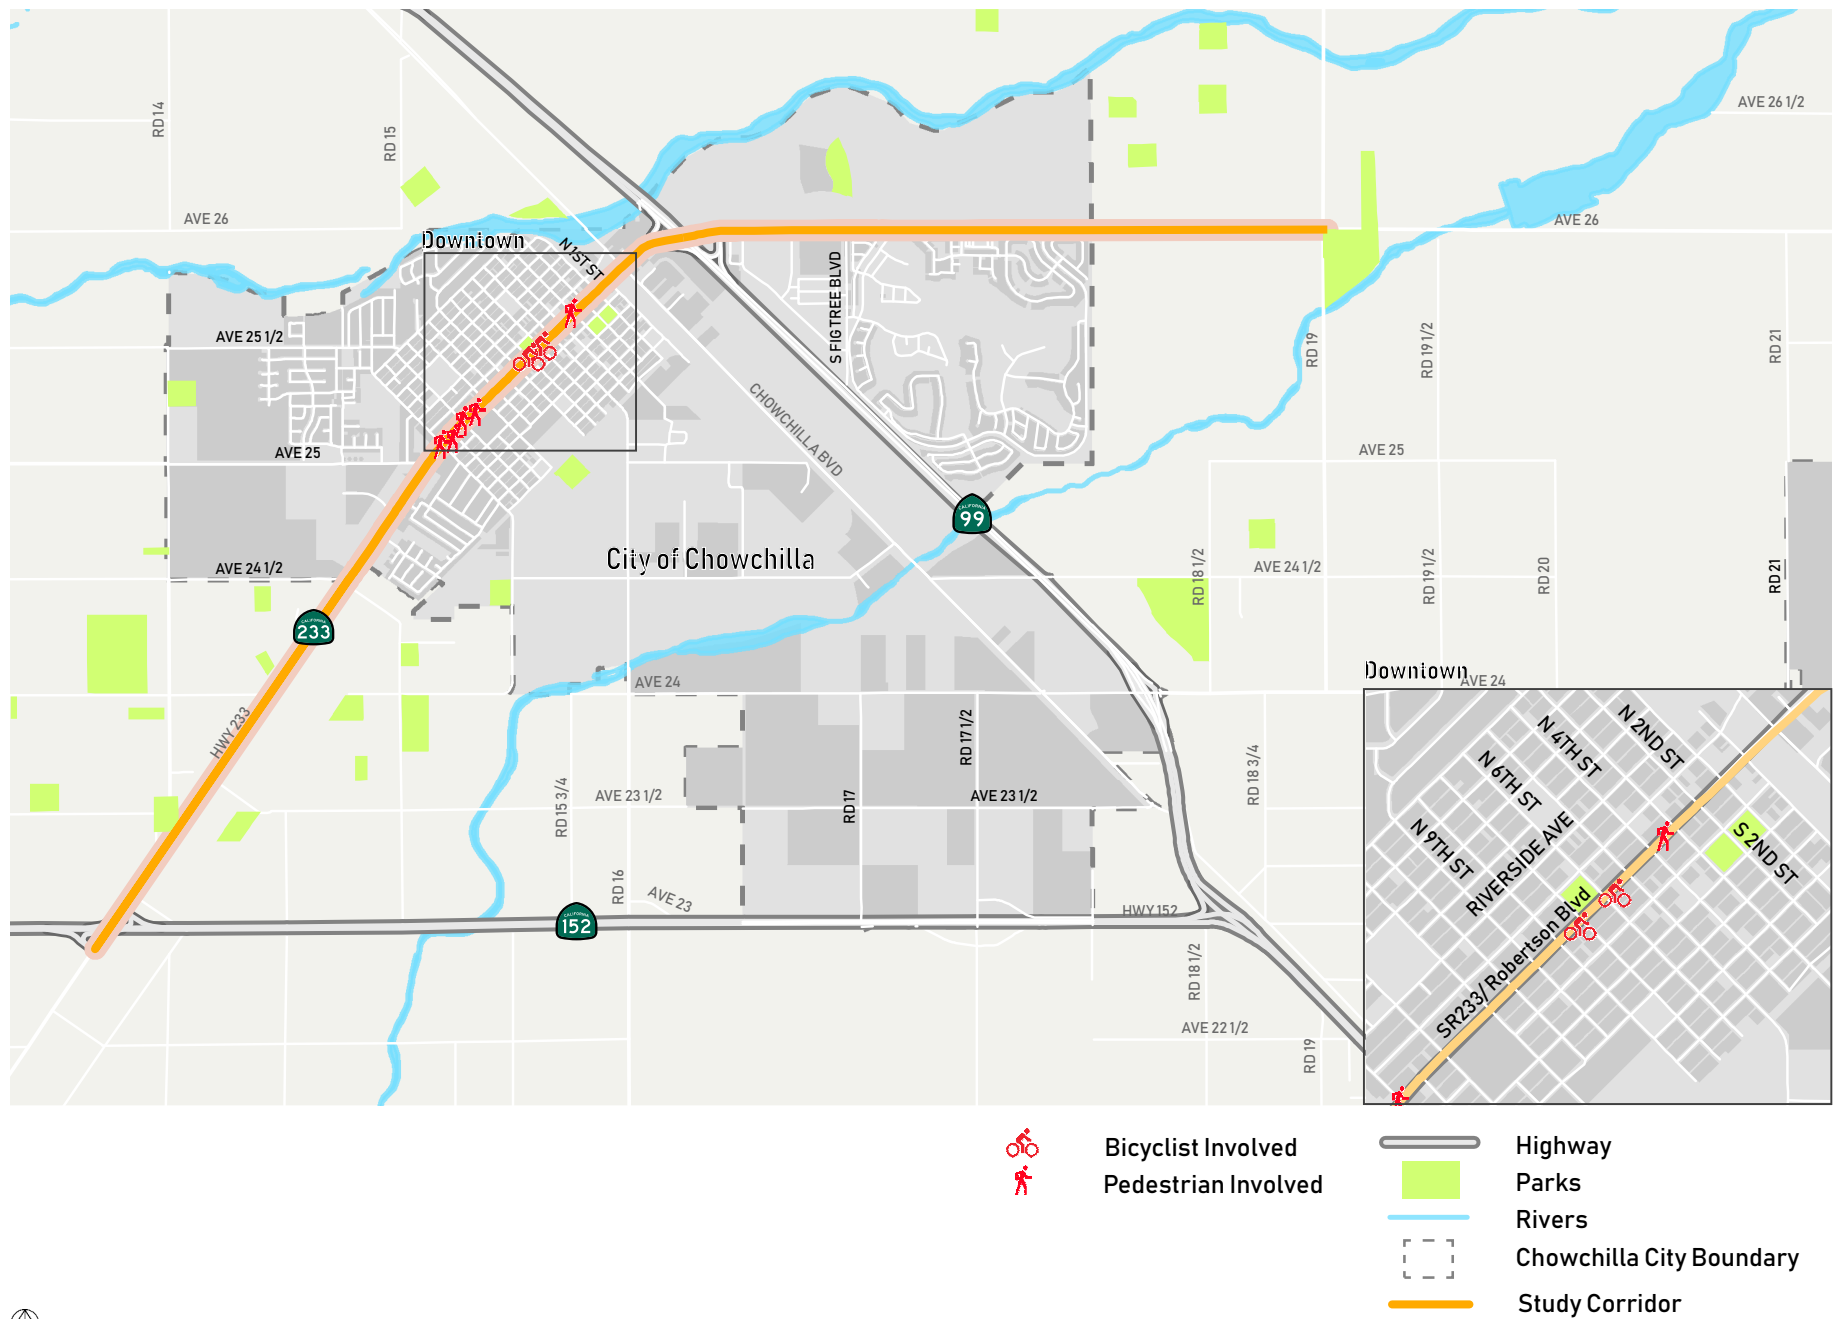 RD 14
RD 15
AVE 26 1/2
AVE 26
AVE 26
Downtown
N 1ST ST
S FIG TREE BLVD
AVE 25 1/2
RD 19
RD 19 1/2
RD 21
CHOWCHILLA BVD
AVE 25
AVE 25
CALIFORNIA
99
City of Chowchilla
AVE 24 1/2
RD 18 1/2
AVE 24 1/2
RD 19 1/2
RD 20
RD 21
CALIFORNIA
233
AVE 24
Downtown
AVE 24
HWY 233
RD 17 1/2
RD 18 3/4
RD 15 3/4
AVE 23 1/2
RD 17
AVE 23 1/2
N 2ND ST
N 4TH ST
N 6TH ST
N 9TH ST
RIVERSIDE AVE
S 2ND ST
SR233/ Robertson Blvd
RD 16
AVE 23
CALIFORNIA
152
HWY 152
RD 18 1/2
AVE 22 1/2
RD 19
Bicyclist Involved
Pedestrian Involved
Highway
Parks
Rivers
Chowchilla City Boundary
Study Corridor